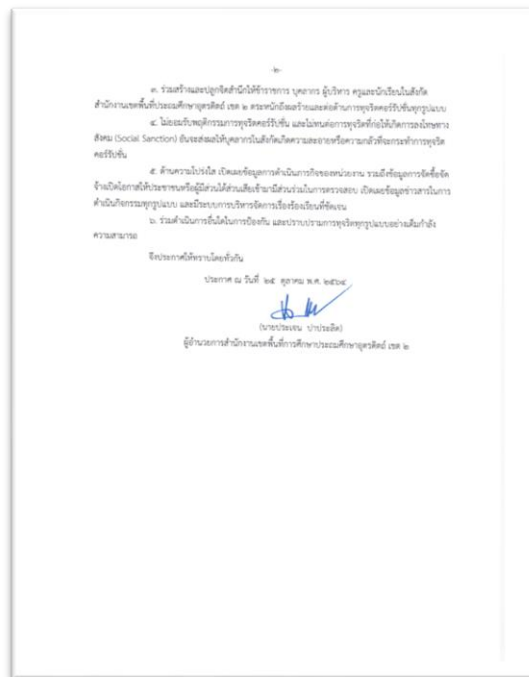 -๒-
๓. ร่วมสร้างและปลูกจิตสำนึกให้ข้าราชการ บุคลากร ผู้บริหาร ครูและนักเรียนในสังกัด
สำนักงานเขตพื้นที่ประถมศึกษาอุตรดิตถ์ เขต ๒ ตระหนักถึงผลร้ายและต่อต้านการทุจริตคอร์รัปชั่นทุกรูปแบบ
๔. ไม่ยอมรับพฤติกรรมการทุจริตคอร์รัปชั่น และไม่ทนต่อการทุจริตที่ก่อให้เกิดการลงโทษทาง
สังคม (Social Sanction) อันจะส่งผลให้บุคลากรในสังกัดเกิดความละอายหรือความกลัวที่จะกระทำการทุจริต
คอร์รัปชั่น
๕. ด้านความโปร่งใส เปิดเผยข้อมูลการดำเนินภารกิจของหน่วยงาน รวมถึงข้อมูลการจัดซื้อจัด
จ้างเปิดโอกาสให้ประชาชนหรือผู้มีส่วนได้ส่วนเสียเข้ามามีส่วนร่วมในการตรวจสอบ เปิดเผยข้อมูลข่าวสารในการ
ดำเนินกิจกรรมทุกรูปแบบ และมีระบบการบริหารจัดการเรื่องร้องเรียนที่ชัดเจน
๖. ร่วมดำเนินการอื่นใดในการป้องกัน และปราบปรามการทุจริตทุกรูปแบบอย่างเต็มกำลัง
ความสามารถ
จึงประกาศให้ทราบโดยทั่วกัน
ประกาศ ณ วันที่ ๒๕ ตุลาคม พ.ศ. ๒๕๖๔
(นายประเจน ปาประลิต)
ผู้อำนวยการสำนักงานเขตพื้นที่การศึกษาประถมศึกษาอุตรดิตถ์ เขต ๒